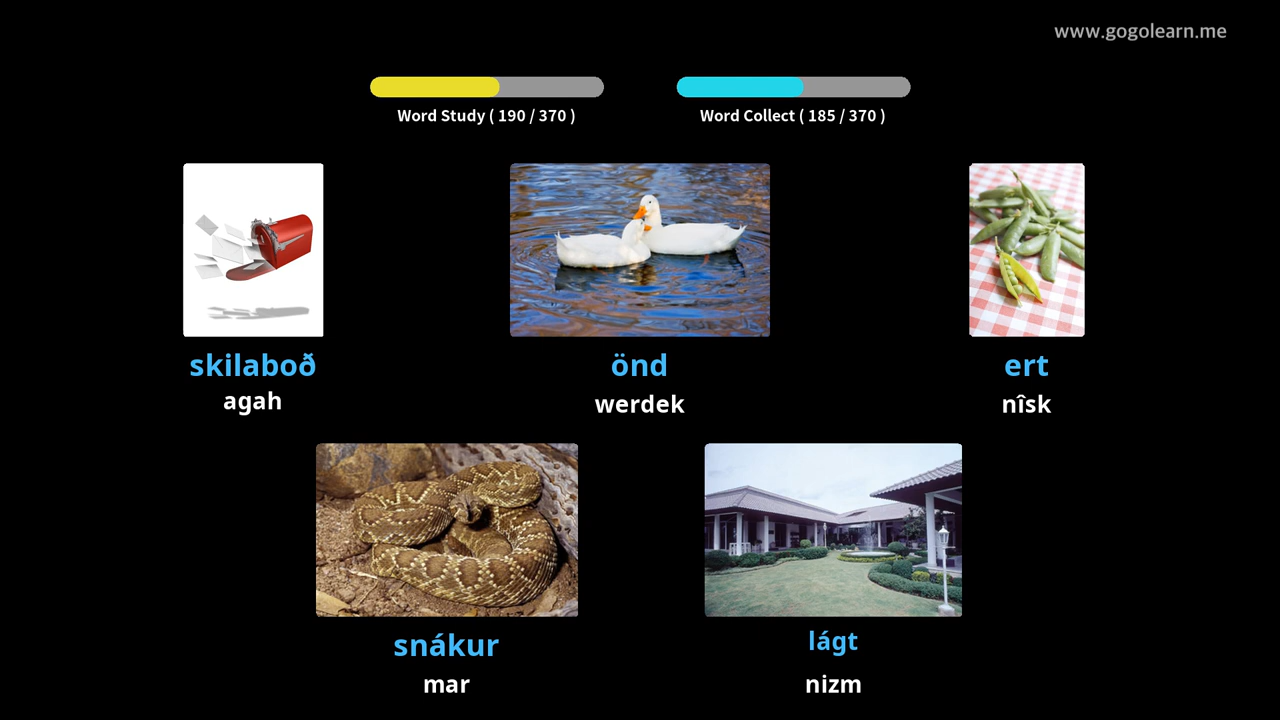 www.gogolearn.me
Word Study ( 190 / 370 )
Word Collect ( 185 / 370 )
skilaboð
agah
önd
werdek
ert
nîsk
snákur
mar
lágt
nizm